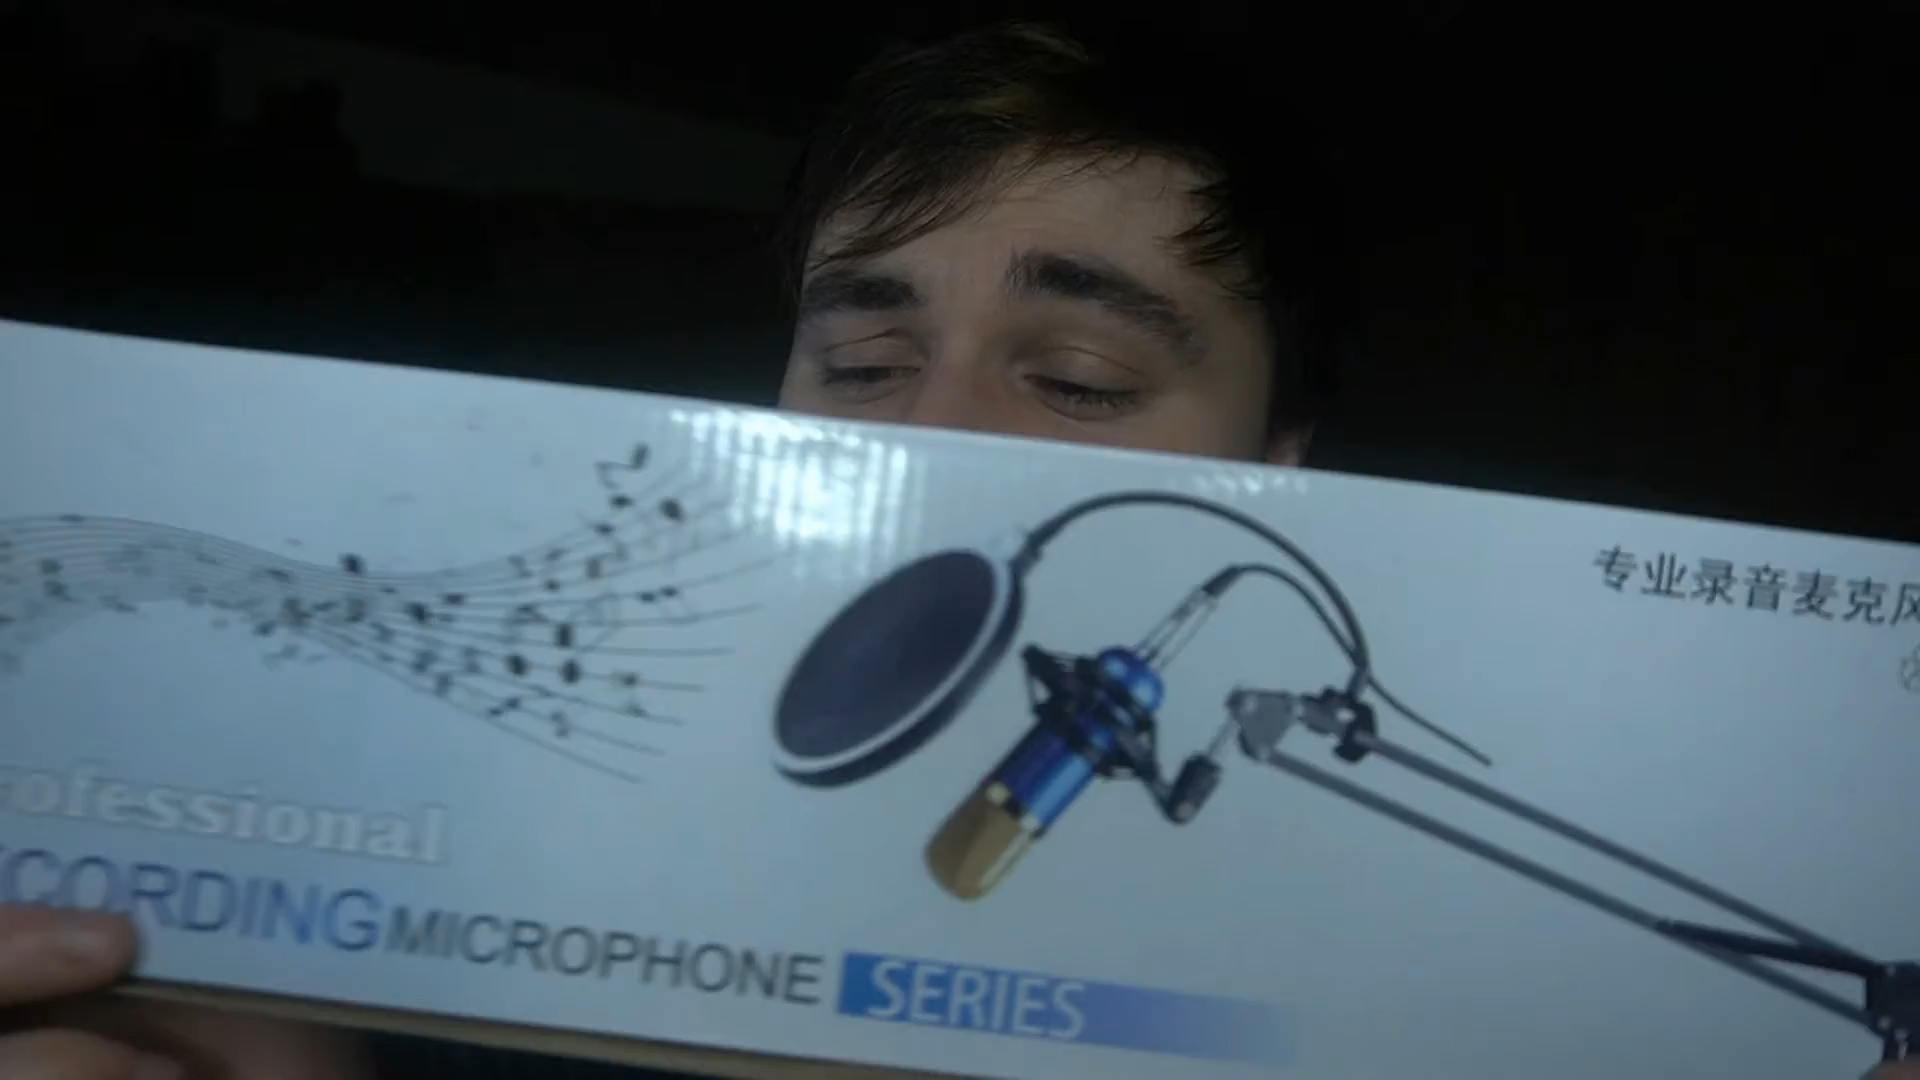 专业录音麦克风
ofessional
CORDING MICROPHONE SERIES